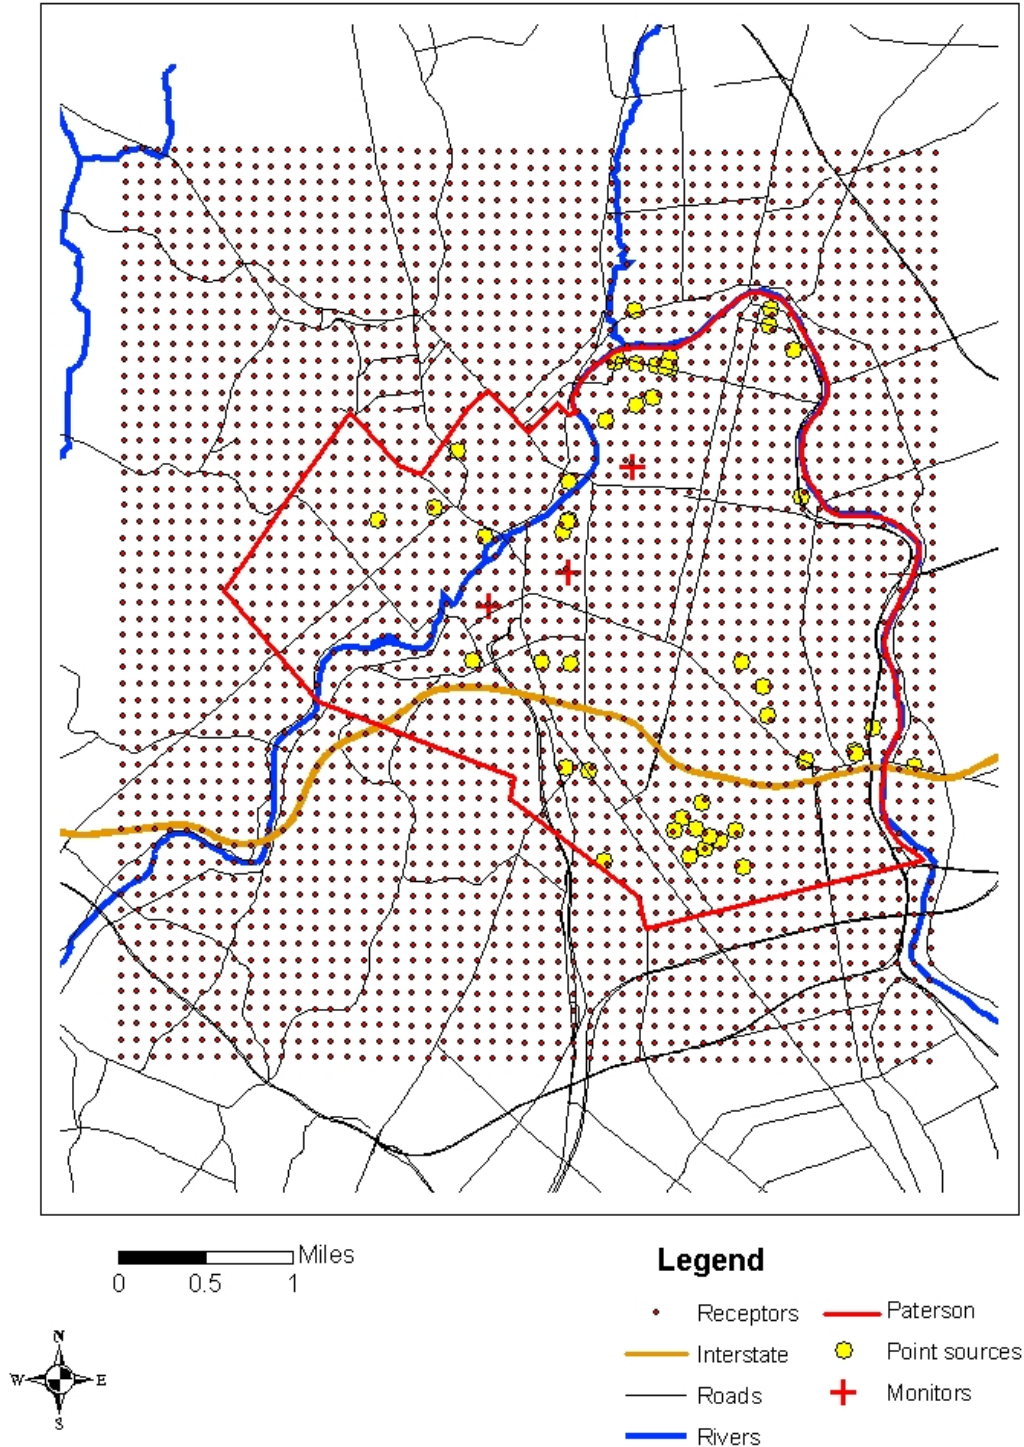 Miles
0 0.5 1
N
W E
S
Legend
Receptors
Interstate
Roads
Rivers
Paterson
Point sources
Monitors